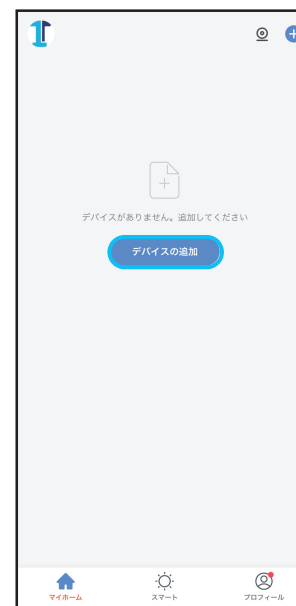 デバイスがありません。追加してください
デバイスの追加
マイホーム
スマート
プロフィール